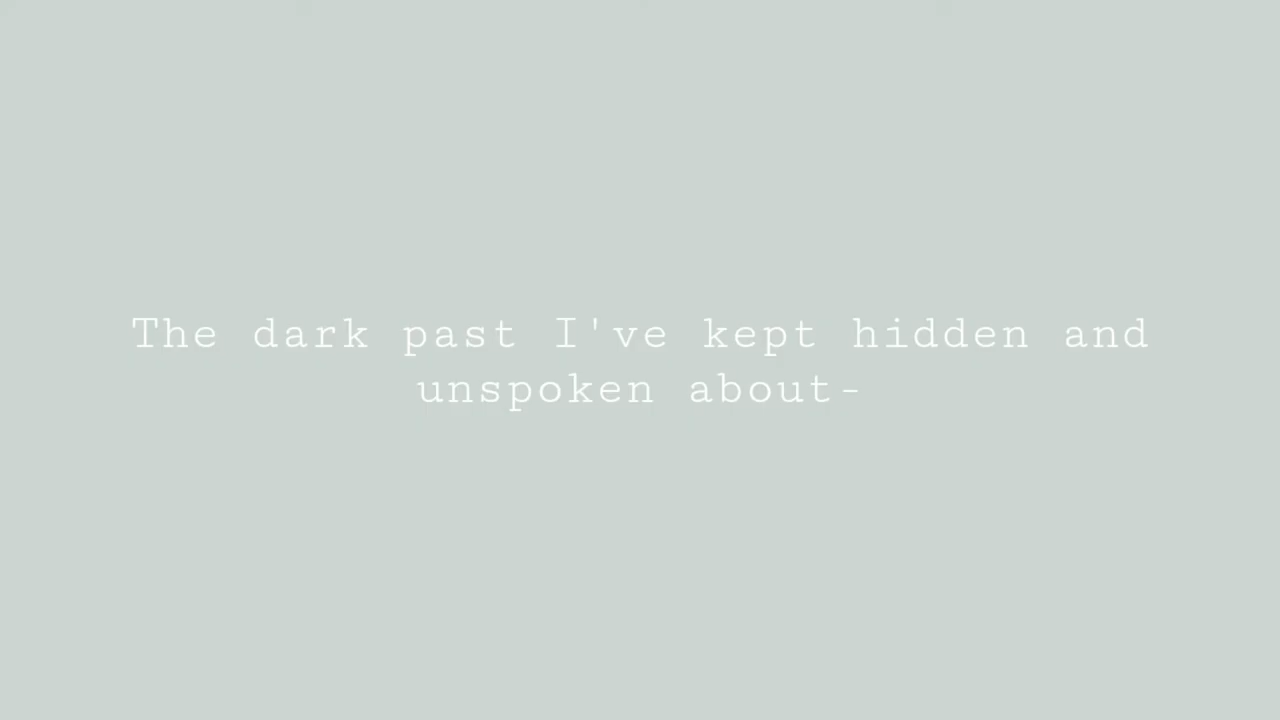 The dark past I've kept hidden and
unspoken about-